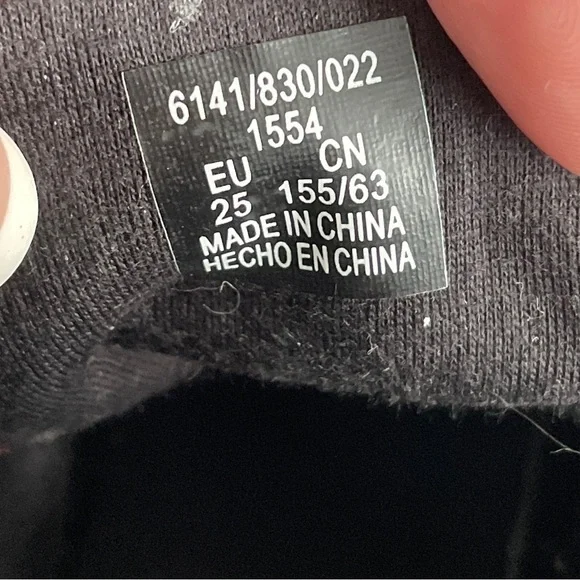 6141/830/022
1554
EU CN
25 155/63
MADE IN CHINA
HECHO EN CHINA